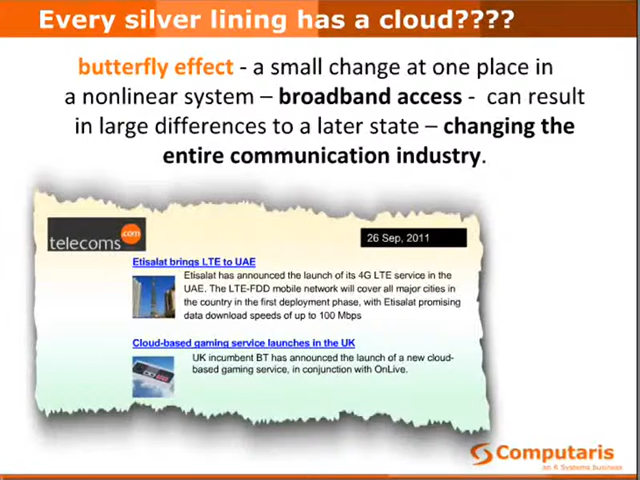 Every silver lining has a cloud????
butterfly effect - a small change at one place in
a nonlinear system – broadband access - can result
in large differences to a later state – changing the
entire communication industry.
telecoms.com
26 Sep, 2011
Etisalat brings LTE to UAE
Etisalat has announced the launch of its 4G LTE service in the
UAE. The LTE-FDD mobile network will cover all major cities in
the country in the first deployment phase, with Etisalat promising
data download speeds of up to 100 Mbps
Cloud-based gaming service launches in the UK
UK incumbent BT has announced the launch of a new cloud-
based gaming service, in conjunction with OnLive.
Computaris
an R Systems business